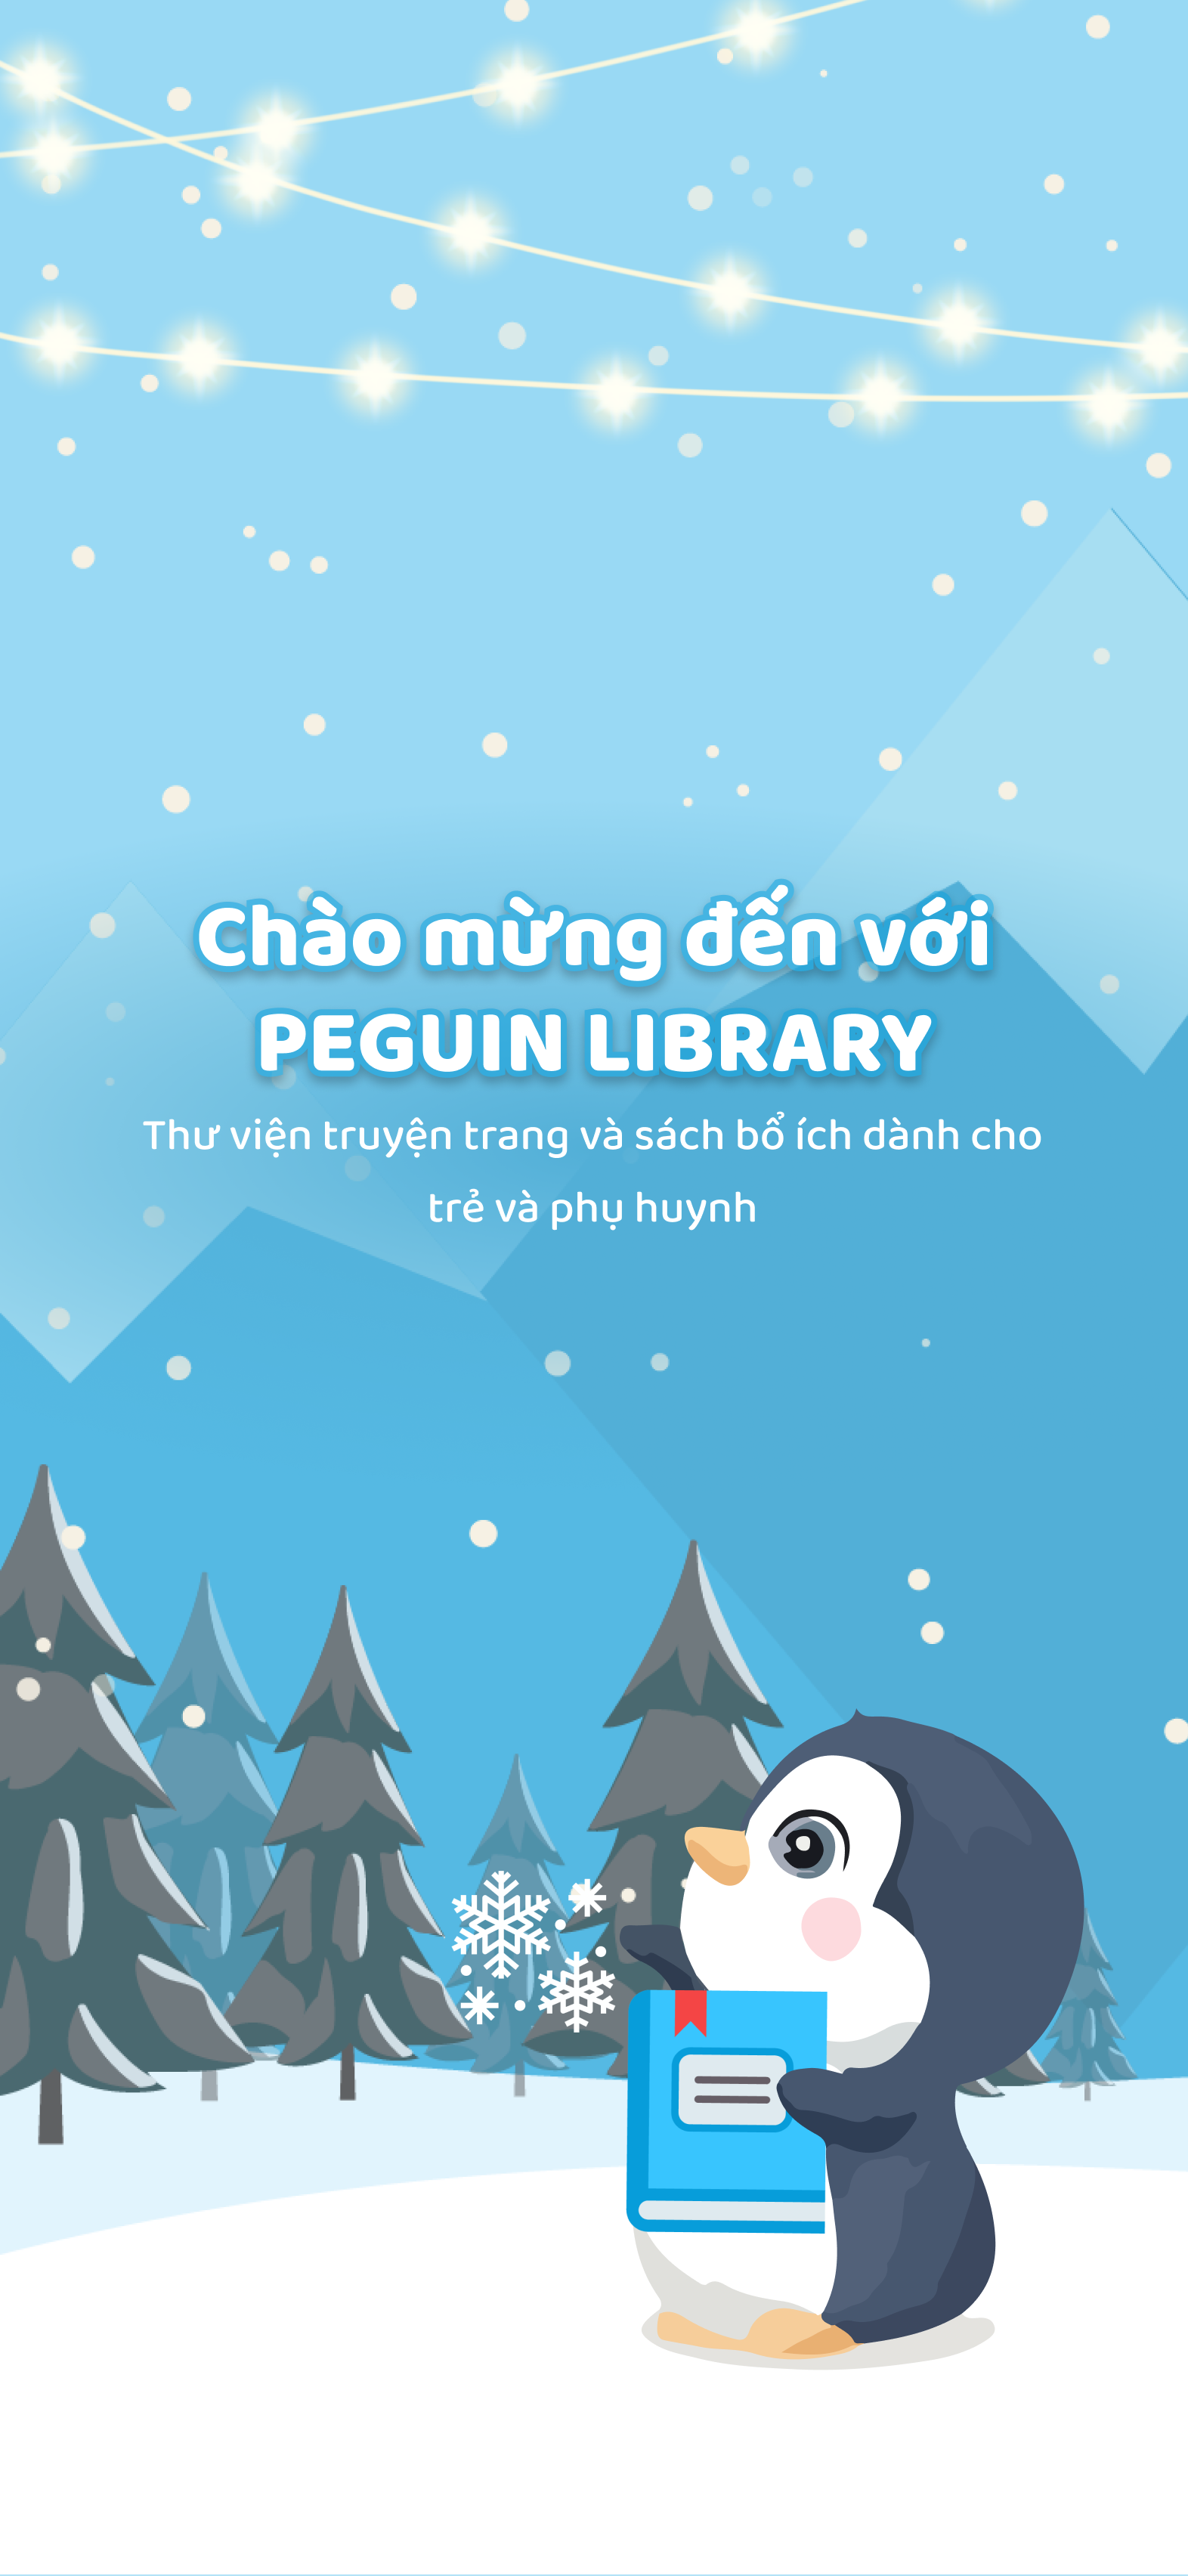 Chào mừng đến với
PEGUIN LIBRARY
Thư viện truyện trang và sách bổ ích dành cho
trẻ và phụ huynh